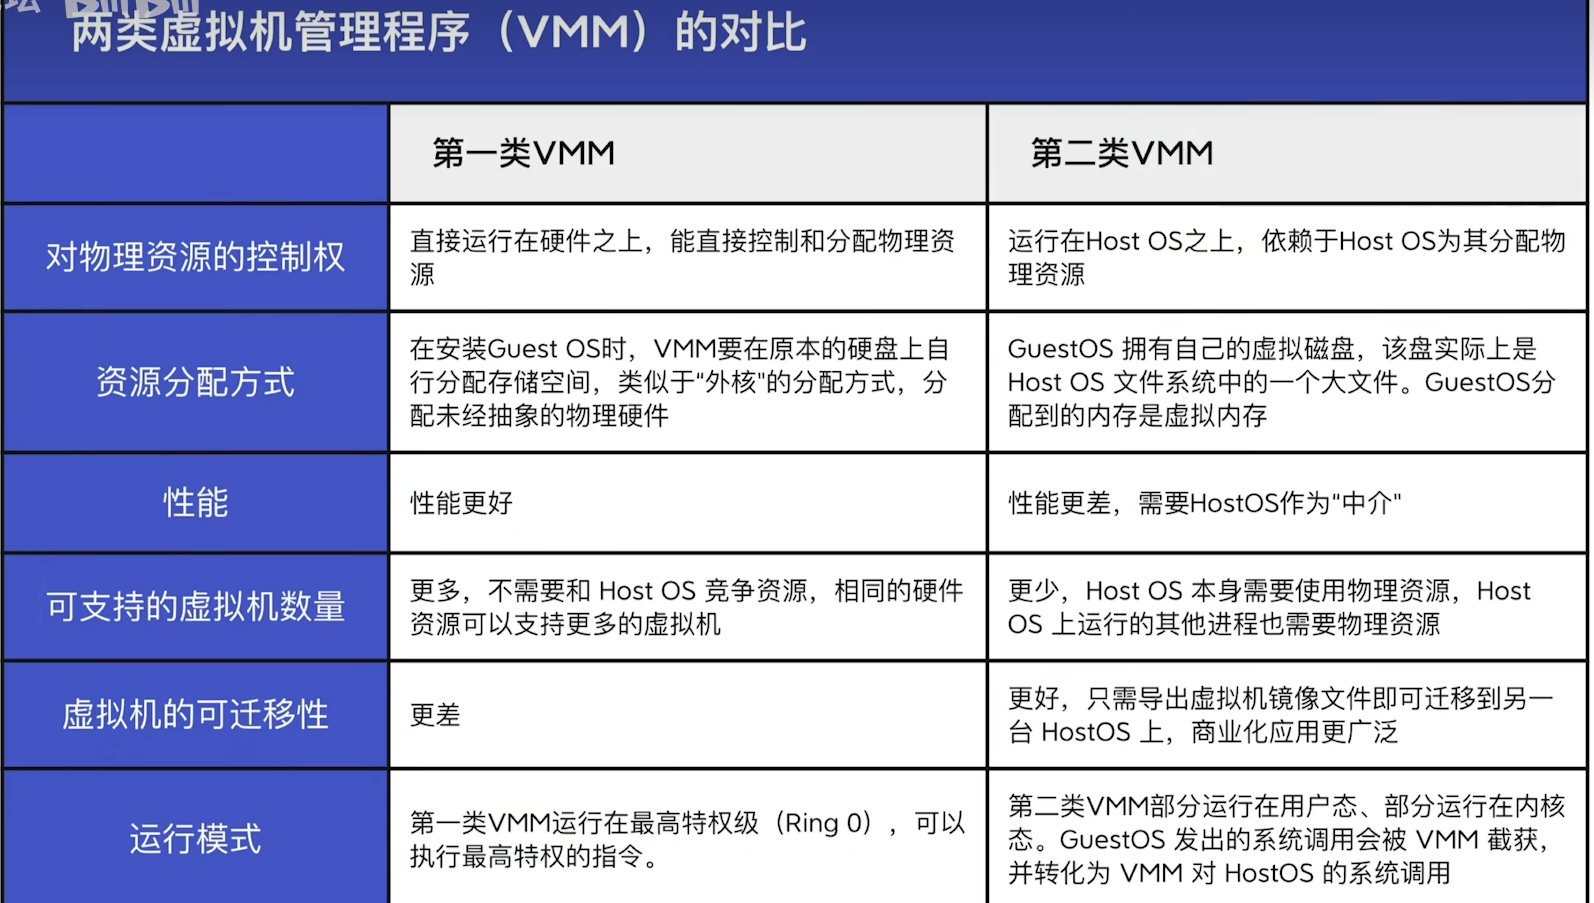 坛 bilibili
两类虚拟机管理程序（VMM）的对比
第一类VMM
第二类VMM
对物理资源的控制权
直接运行在硬件之上，能直接控制和分配物理资
源
运行在Host OS之上，依赖于Host OS为其分配物
理资源
资源分配方式
在安装Guest OS时，VMM要在原本的硬盘上自
行分配存储空间，类似于“外核”的分配方式，分
配未经抽象的物理硬件
GuestOS 拥有自己的虚拟磁盘，该盘实际上是
Host OS 文件系统中的一个大文件。GuestOS分
配到的内存是虚拟内存
性能
性能更好
性能更差，需要HostOS作为“中介”
可支持的虚拟机数量
更多，不需要和 Host OS 竞争资源，相同的硬件
资源可以支持更多的虚拟机
更少，Host OS 本身需要使用物理资源，Host
OS 上运行的其他进程也需要物理资源
虚拟机的可迁移性
更差
更好，只需导出虚拟机镜像文件即可迁移到另一
台 HostOS 上，商业化应用更广泛
运行模式
第一类VMM运行在最高特权级（Ring 0），可以
执行最高特权的指令。
第二类VMM部分运行在用户态、部分运行在内核
态。GuestOS 发出的系统调用会被 VMM 截获，
并转化为 VMM 对 HostOS 的系统调用